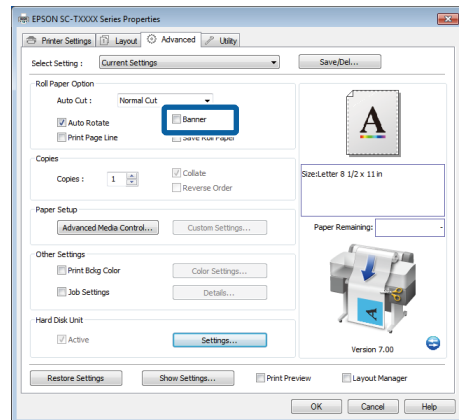 EPSON SC-TXXXX Series Properties
Printer Settings Layout Advanced Utility
Select Setting : Current Settings Save/Del...
Roll Paper Option
Auto Cut : Normal Cut
Auto Rotate Banner
Print Page Line Save Roll Paper
Copies
Copies : 1 Collate
Reverse Order
Size:Letter 8 1/2 x 11 in
Paper Setup
Advanced Media Control... Custom Settings...
Paper Remaining: -
Other Settings
Print Bckg Color Color Settings...
Job Settings Details...
Hard Disk Unit
Active Settings...
Version 7.00
Restore Settings Show Settings... Print Preview Layout Manager
OK Cancel Help